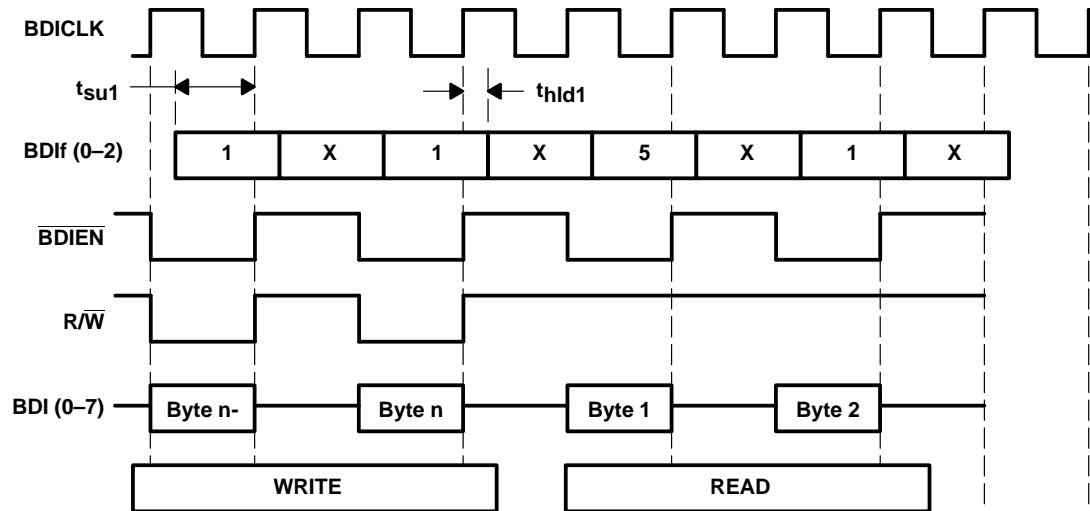 BDICLK
tsu1
thld1
BDIf (0–2) 1 X 1 X 5 X 1 X
BDIEN
R/W
BDI (0–7) Byte n- Byte n Byte 1 Byte 2
WRITE READ